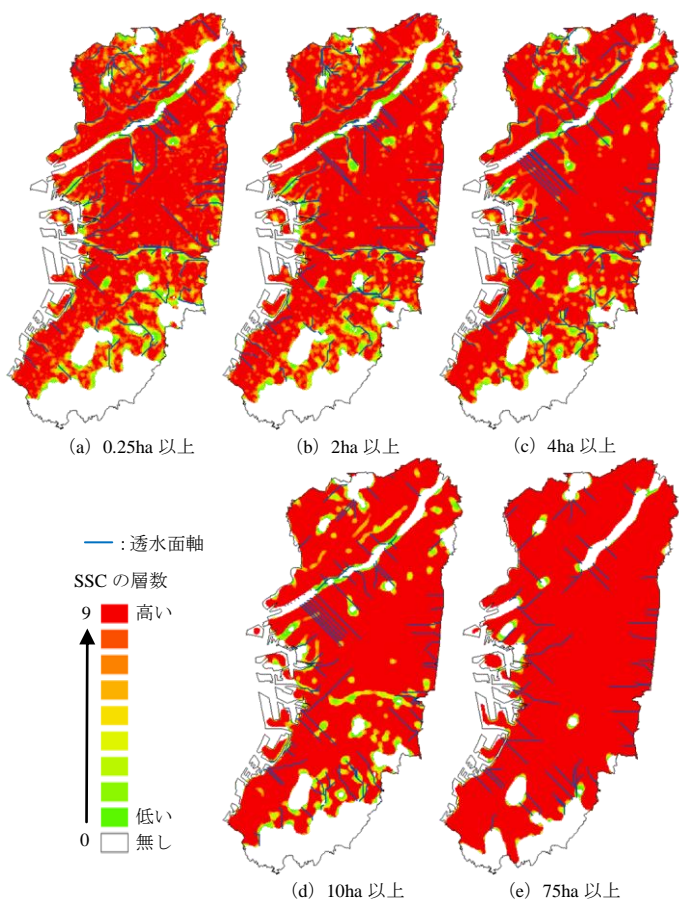 (a) 0.25ha 以上
(b) 2ha 以上
(c) 4ha 以上
：透水面軸
SSC の層数
9 高い
低い
0 無し
(d) 10ha 以上
(e) 75ha 以上